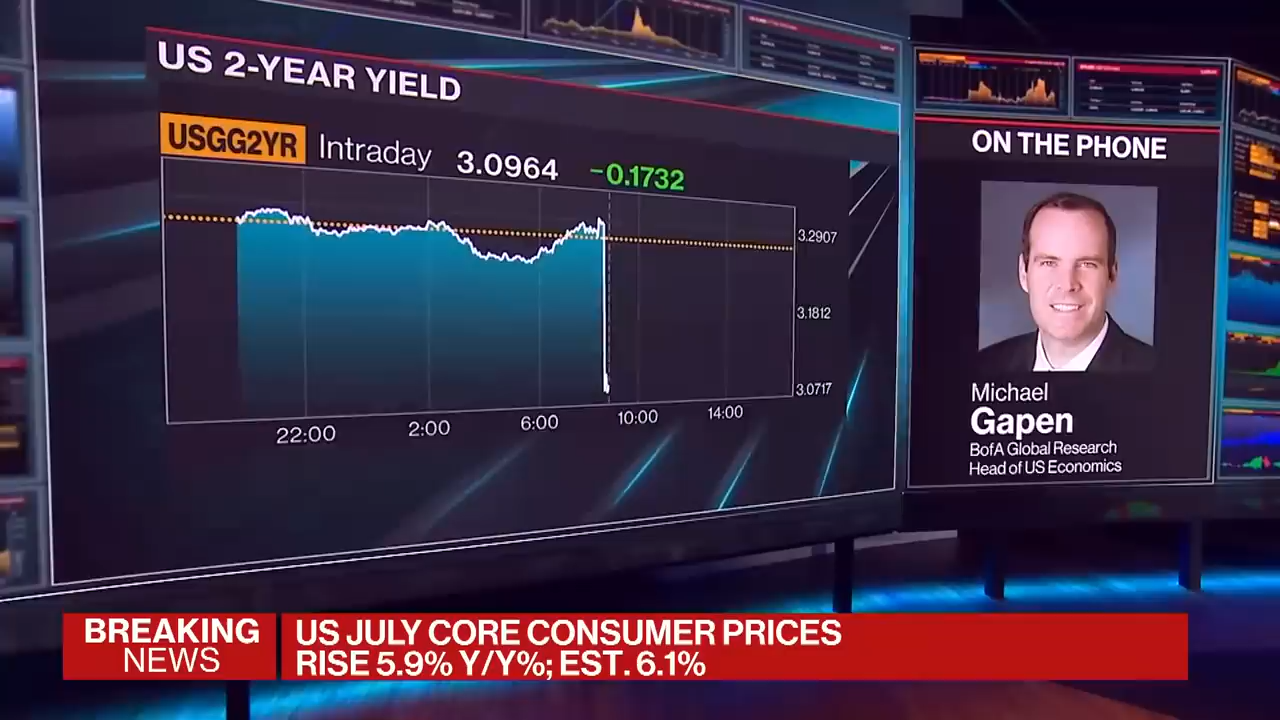 US 2-YEAR YIELD
USGG2YR Intraday 3.0964 -0.1732
3.2907
3.1812
3.0717
22:00 2:00 6:00 10:00 14:00
ON THE PHONE
Michael
Gapen
BofA Global Research
Head of US Economics
BREAKING
NEWS
US JULY CORE CONSUMER PRICES
RISE 5.9% Y/Y%; EST. 6.1%